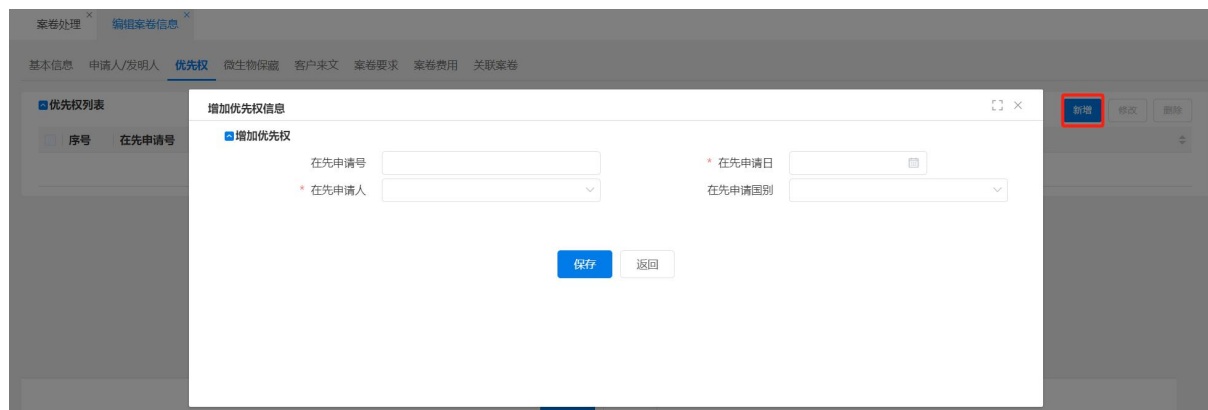 案卷处理 编辑案卷信息
基本信息 申请人/发明人 优先权 微生物保藏 客户来文 案卷要求 案卷费用 关联案卷
优先权列表 新增 修改 删除
序号 在先申请号
增加优先权信息
增加优先权
在先申请号 * 在先申请日
* 在先申请人 在先申请国别
保存 返回